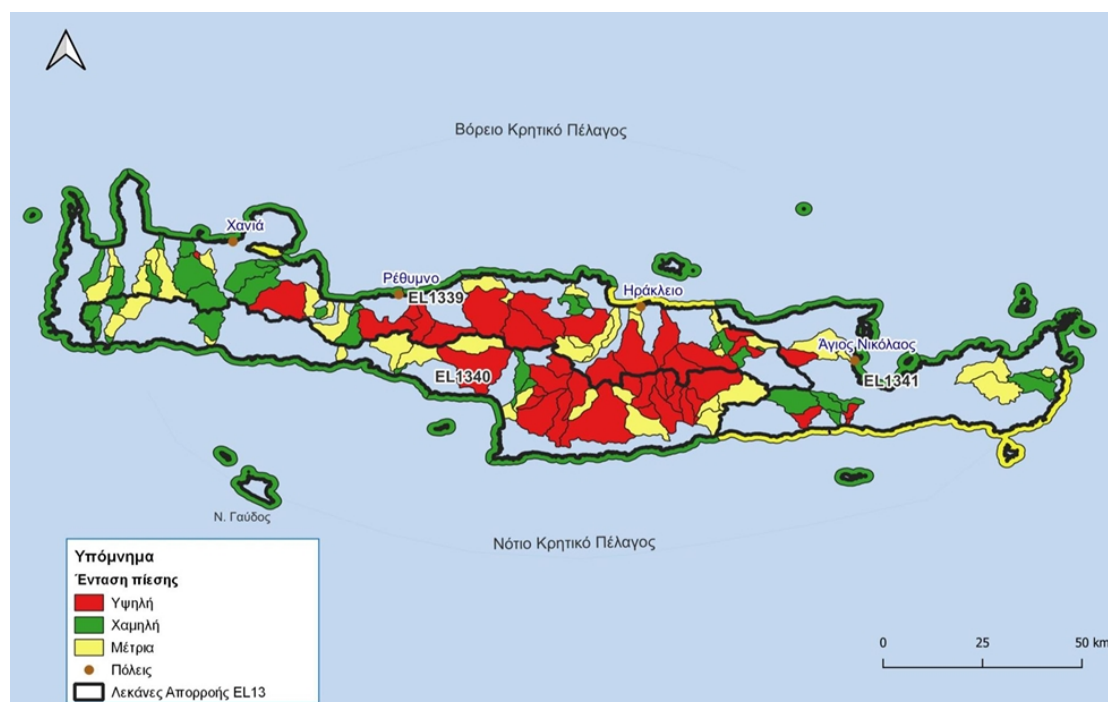 Βόρειο Κρητικό Πέλαγος
Χανιά
Ρέθυμνο
EL1339
Ηράκλειο
Άγιος Νικόλαος
EL1340
EL1341
Ν. Γαύδος
Νότιο Κρητικό Πέλαγος
Υπόμνημα
Ένταση πίεσης
Υψηλή
Χαμηλή
Μέτρια
Πόλεις
Λεκάνες Απορροής EL13
0 25 50 km